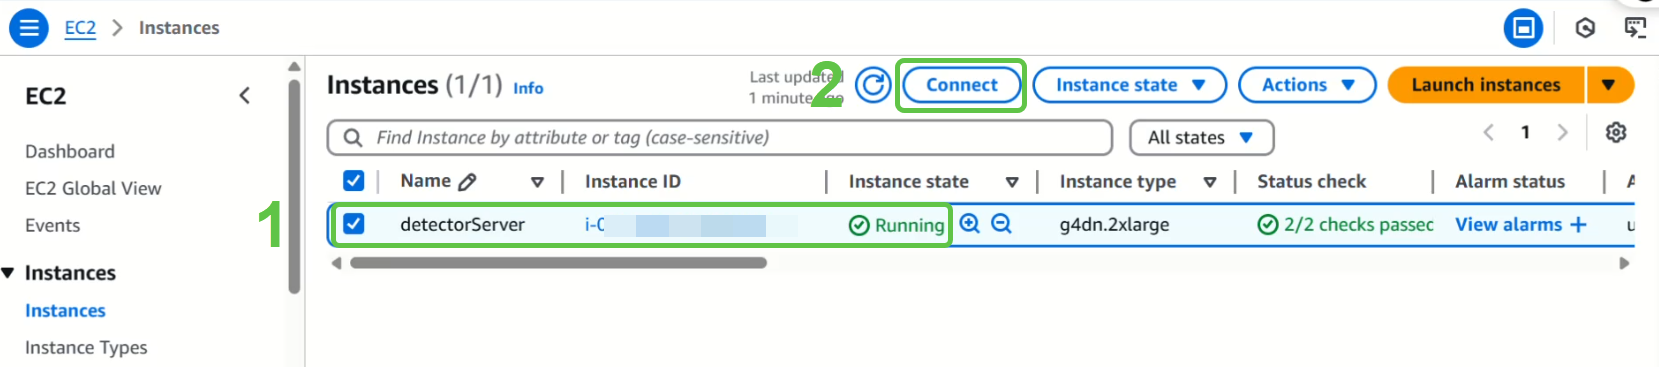 EC2 > Instances
EC2
Dashboard
EC2 Global View
Events
Instances
Instances
Instance Types
Instances (1/1) Info
Last updated
1 minute ago
2
Connect
Instance state
Actions
Launch instances
Find Instance by attribute or tag (case-sensitive)
All states
1
Name
Instance ID
Instance state
Instance type
Status check
Alarm status
1
detectorServer
i-0
Running
g4dn.2xlarge
2/2 checks passed
View alarms +